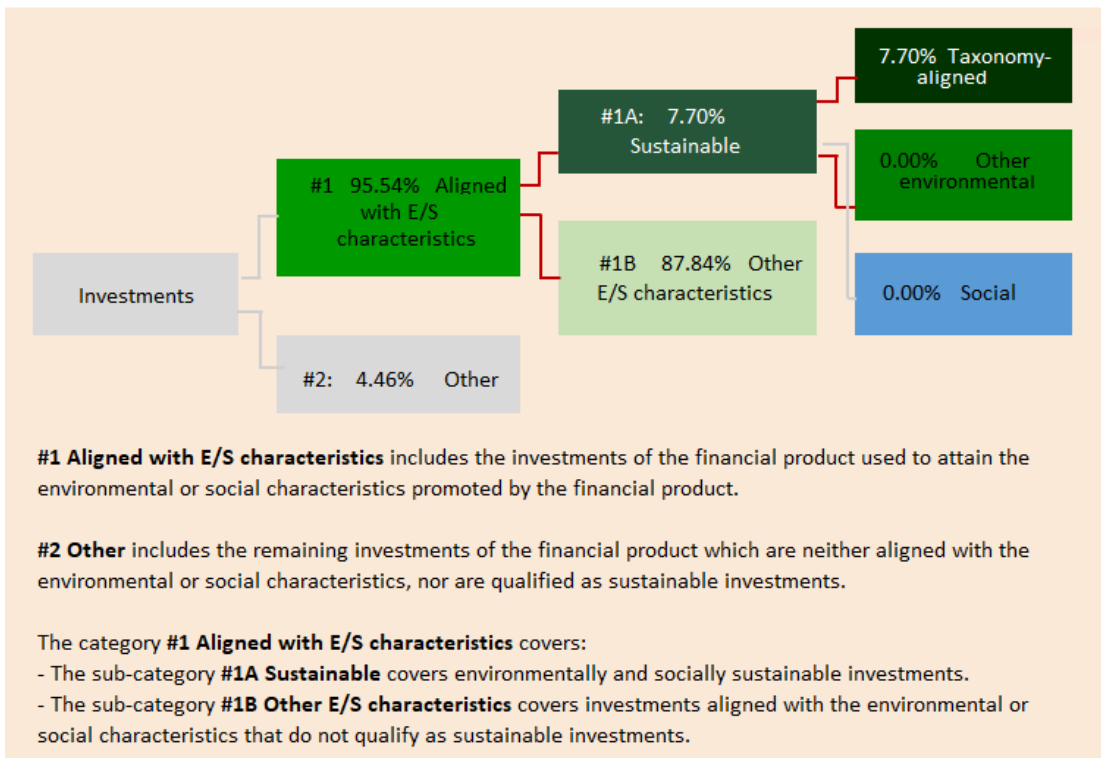 7.70% Taxonomy-
aligned
#1A: 7.70%
Sustainable
0.00% Other
environmental
#1 95.54% Aligned
with E/S
characteristics
#1B 87.84% Other
E/S characteristics
Investments
0.00% Social
#2: 4.46% Other
#1 Aligned with E/S characteristics includes the investments of the financial product used to attain the
environmental or social characteristics promoted by the financial product.
#2 Other includes the remaining investments of the financial product which are neither aligned with the
environmental or social characteristics, nor are qualified as sustainable investments.
The category #1 Aligned with E/S characteristics covers:
- The sub-category #1A Sustainable covers environmentally and socially sustainable investments.
- The sub-category #1B Other E/S characteristics covers investments aligned with the environmental or
social characteristics that do not qualify as sustainable investments.